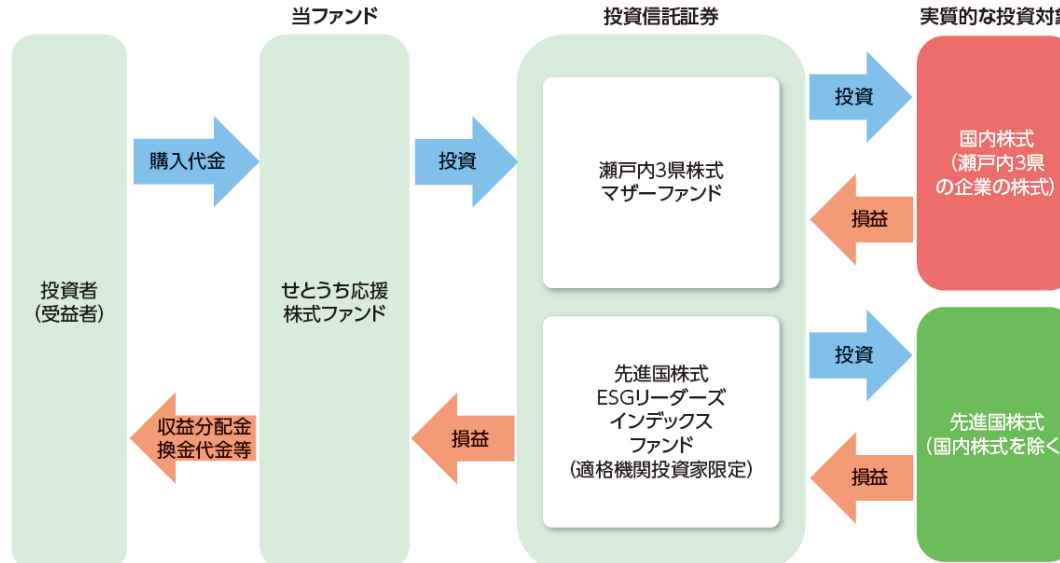 当ファンド
投資信託証券
実質的な投資対象
投資者
(受益者)
購入代金
収益分配金
換金代金等
せとうち応援
株式ファンド
投資
損益
瀬戸内3県株式
マザーファンド
先進国株式
ESGリーダーズ
インデックス
ファンド
(適格機関投資家限定)
投資
損益
投資
損益
国内株式
(瀬戸内3県
の企業の株式)
先進国株式
(国内株式を除く